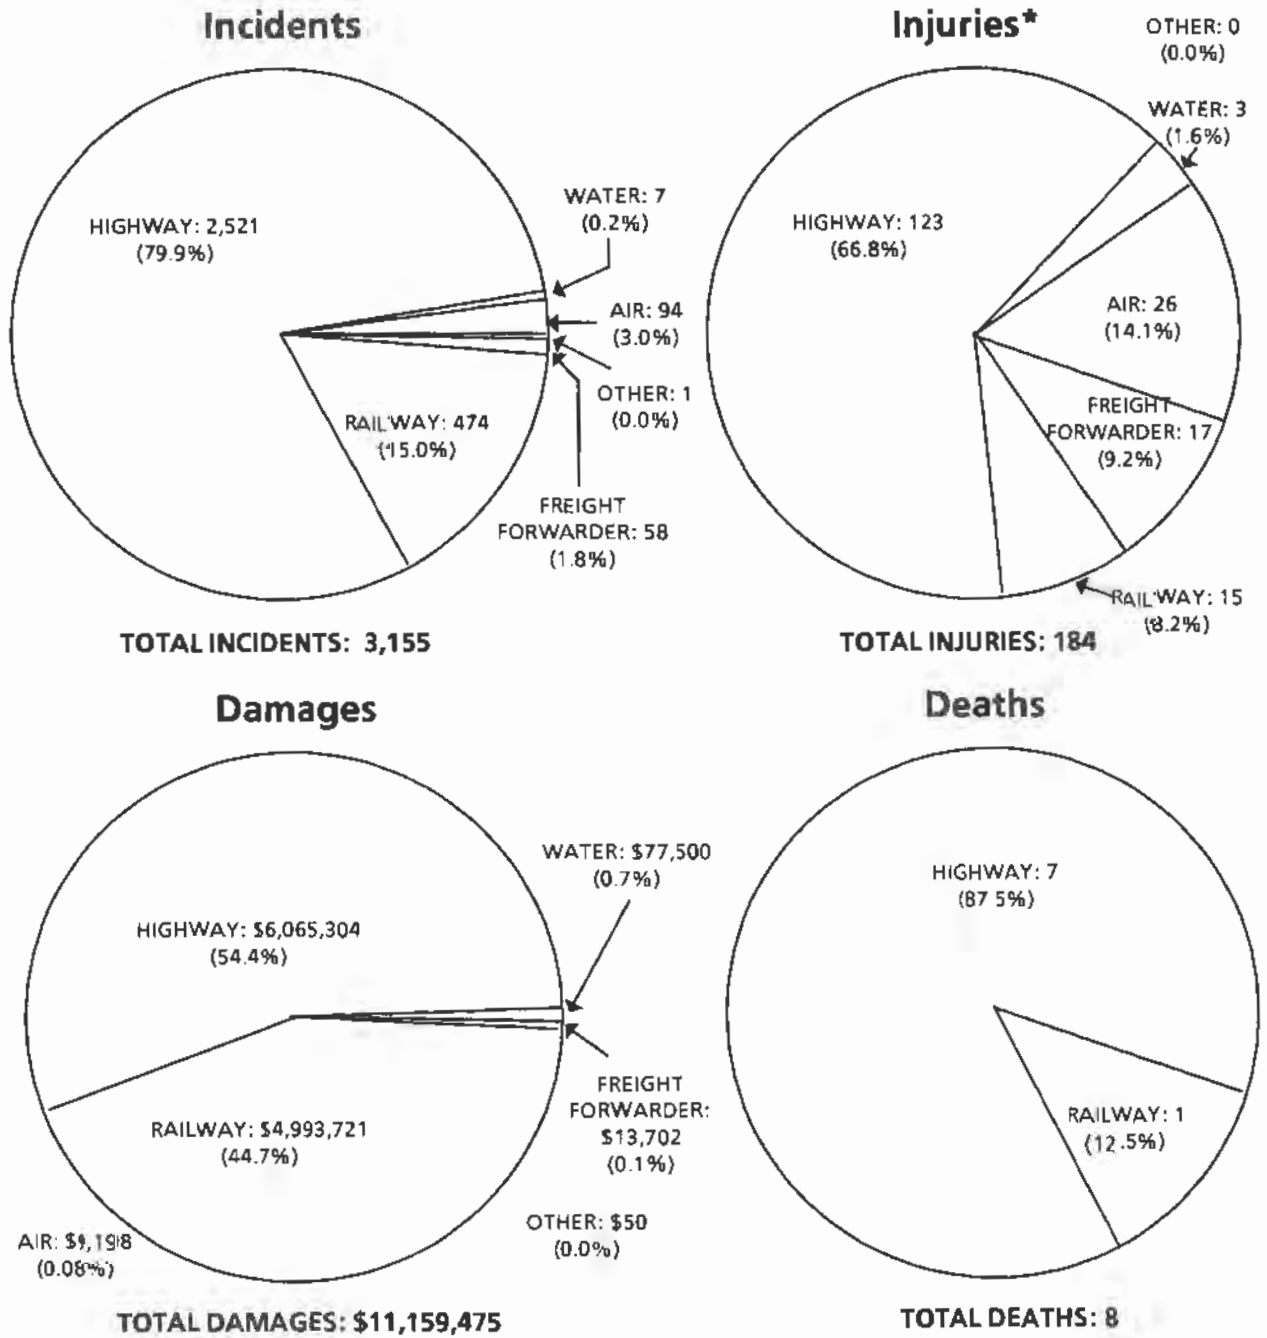 Incidents
HIGHWAY: 2,521
(79.9%)
WATER: 7
(0.2%)
AIR: 94
(3.0%)
OTHER: 1
(0.0%)
RAILWAY: 474
(15.0%)
FREIGHT
FORWARDER: 58
(1.8%)
TOTAL INCIDENTS: 3,155
Injuries*
OTHER: 0
(0.0%)
WATER: 3
(1.6%)
HIGHWAY: 123
(66.8%)
AIR: 26
(14.1%)
FREIGHT
FORWARDER: 17
(9.2%)
RAILWAY: 15
(8.2%)
TOTAL INJURIES: 184
Damages
WATER: $77,500
(0.7%)
HIGHWAY: $6,065,304
(54.4%)
FREIGHT
FORWARDER:
$13,702
(0.1%)
RAILWAY: $4,993,721
(44.7%)
OTHER: $50
(0.0%)
AIR: $9,198
(0.08%)
TOTAL DAMAGES: $11,159,475
Deaths
HIGHWAY: 7
(87 5%)
RAILWAY: 1
(12.5%)
TOTAL DEATHS: 8